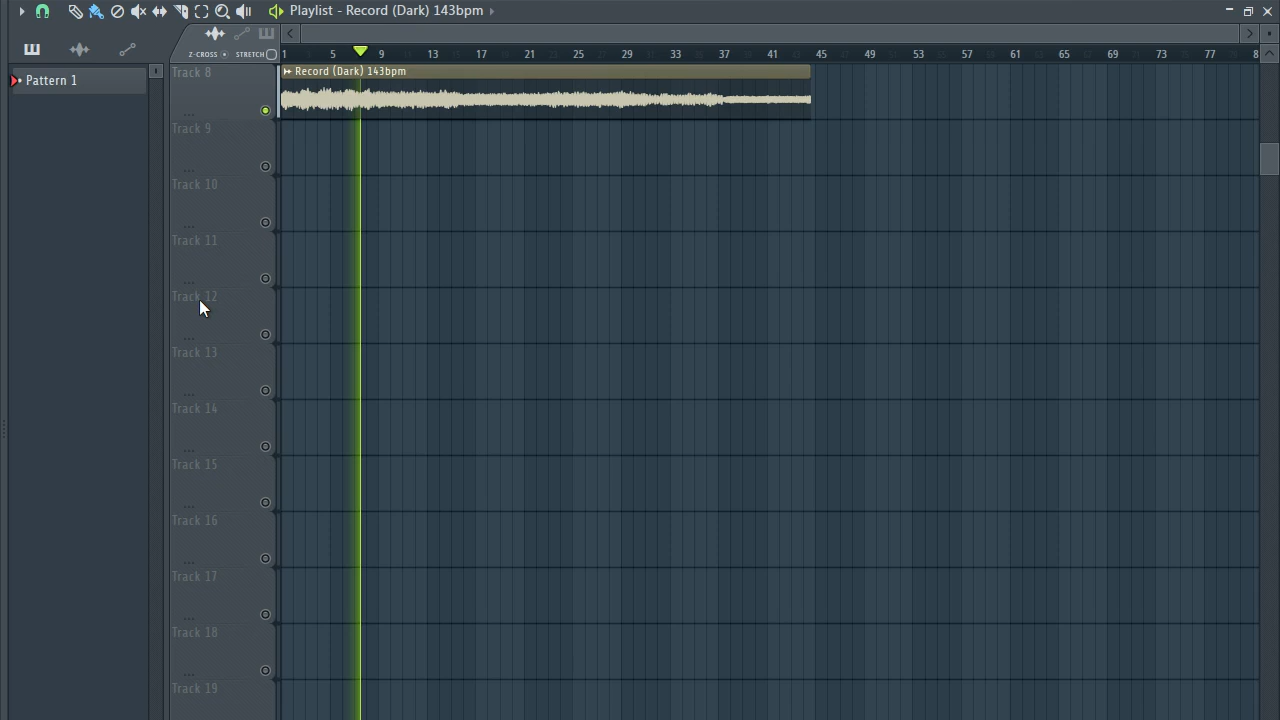 Playlist - Record (Dark) 143bpm
Z-CROSS STRETCH
1 5 9 13 17 21 25 29 33 37 41 45 49 53 57 61 65 69 73 77 8
Pattern 1
Track 8
Record (Dark) 143bpm
Track 9
Track 10
Track 11
Track 12
Track 13
Track 14
Track 15
Track 16
Track 17
Track 18
Track 19